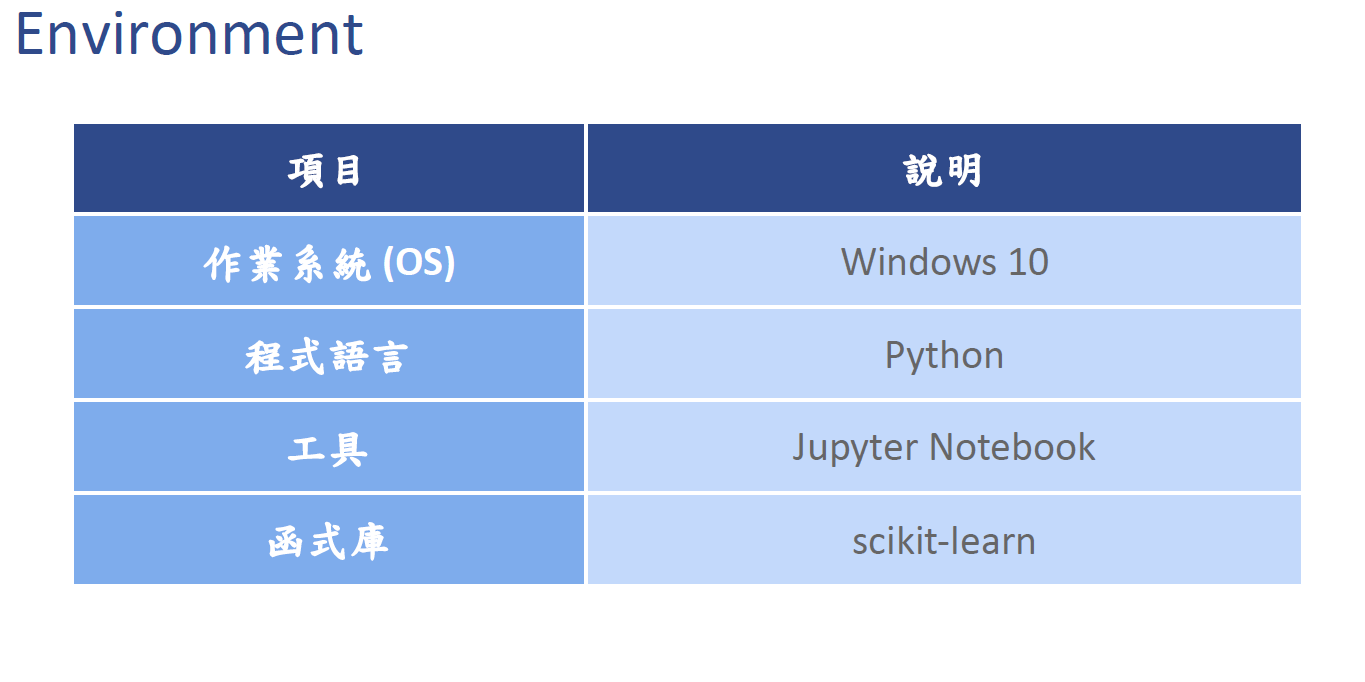 Environment
項目 說明
作業系統 (OS) Windows 10
程式語言 Python
工具 Jupyter Notebook
函式庫 scikit-learn